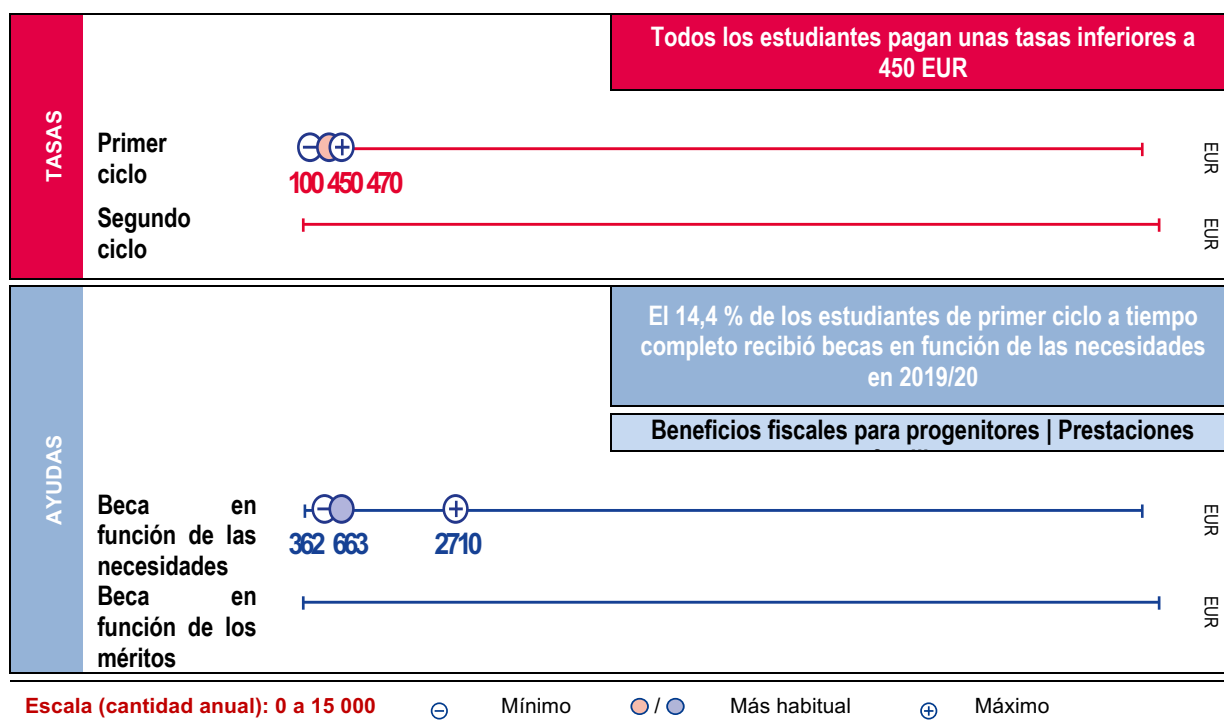 Todos los estudiantes pagan unas tasas inferiores a
450 EUR
TASAS
Primer
ciclo
100 450 470
EUR
Segundo
ciclo
EUR
El 14,4 % de los estudiantes de primer ciclo a tiempo
completo recibió becas en función de las necesidades
en 2019/20
Beneficios fiscales para progenitores | Prestaciones
AYUDAS
Beca en
función de las
necesidades
362 663 2710
EUR
Beca en
función de los
méritos
EUR
Escala (cantidad anual): 0 a 15 000 Mínimo / Más habitual Máximo